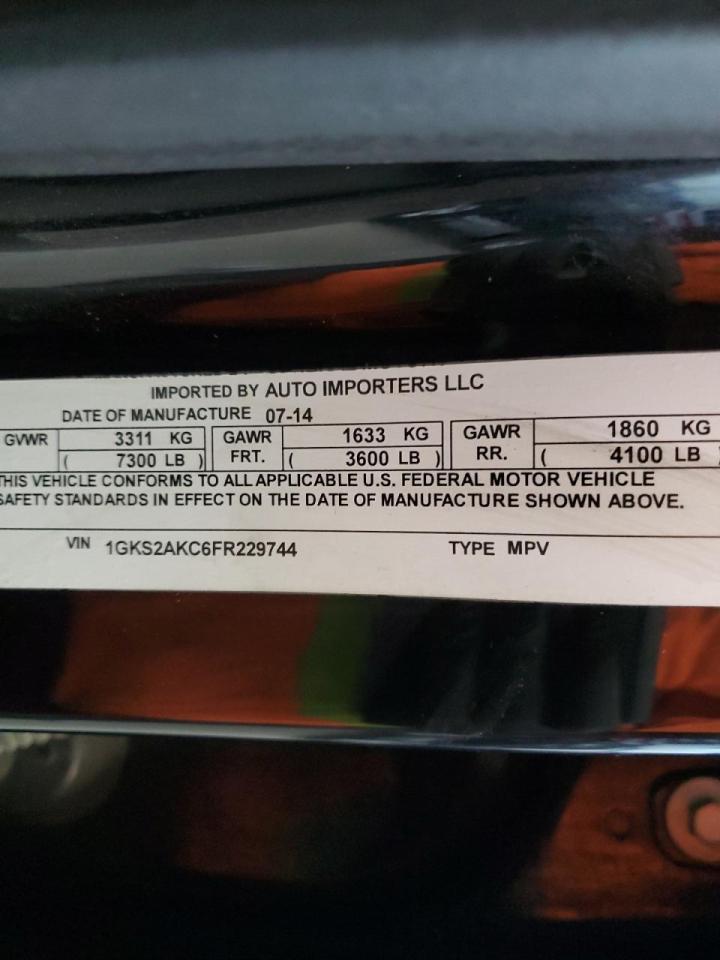 IMPORTED BY AUTO IMPORTERS LLC
DATE OF MANUFACTURE 07-14
GVWR 3311 KG GAWR 1633 KG GAWR 1860 KG
( 7300 LB ) FRT. ( 3600 LB ) RR. ( 4100 LB )
THIS VEHICLE CONFORMS TO ALL APPLICABLE U.S. FEDERAL MOTOR VEHICLE
SAFETY STANDARDS IN EFFECT ON THE DATE OF MANUFACTURE SHOWN ABOVE.
VIN 1GKS2AKC6FR229744 TYPE MPV